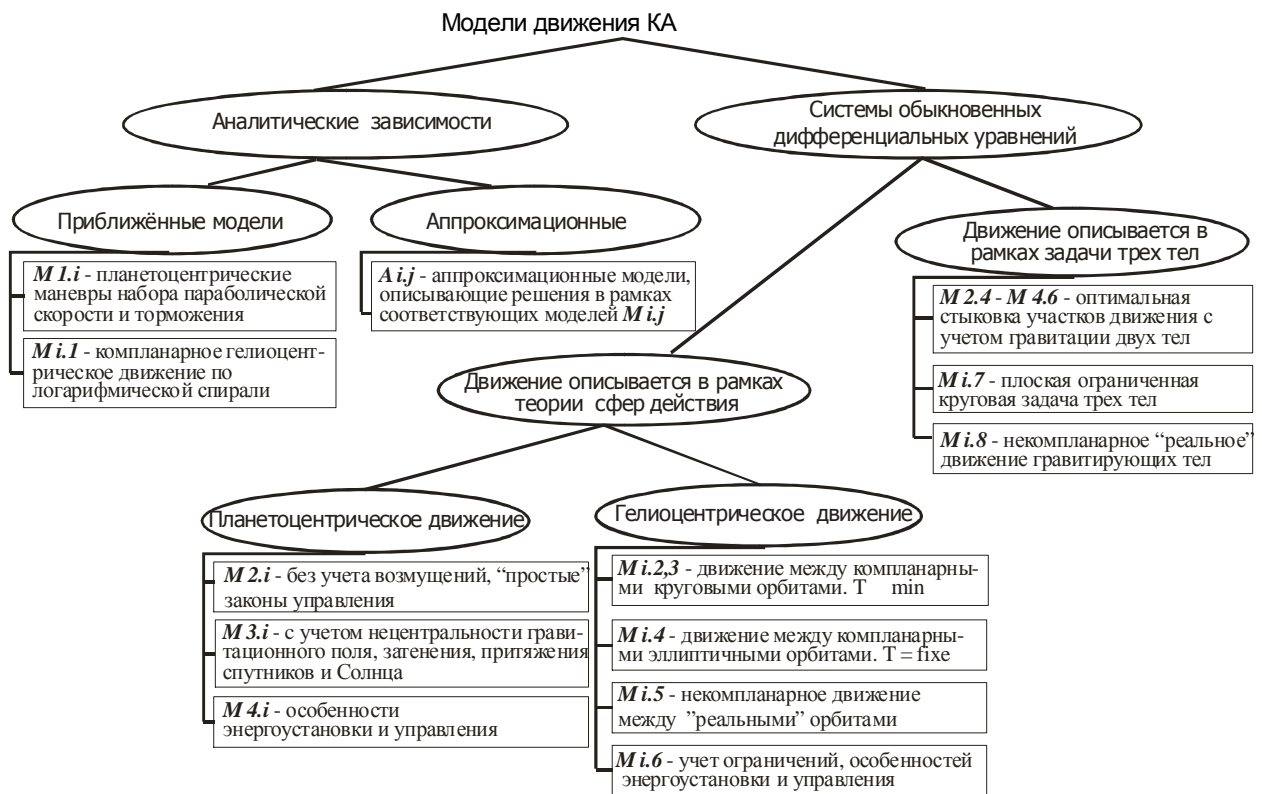 Модели движения КА
Аналитические зависимости
Системы обыкновенных
дифференциальных уравнений
Приближённые модели
M 1.i - планетоцентрические
маневры набора параболической
скорости и торможения
M i.1 - компланарное гелиоцент-
рическое движение по
логарифмической спирали
Аппроксимационные
A i.j - аппроксимационные модели,
описывающие решения в рамках
соответствующих моделей M i.j
Движение описывается в
рамках задачи трех тел
M 2.4 - M 4.6 - оптимальная
стыковка участков движения с
учетом гравитации двух тел
M i.7 - плоская ограниченная
круговая задача трех тел
M i.8 - некомпланарное “реальное”
движение гравитирующих тел
Движение описывается в рамках
теории сфер действия
Планетоцентрическое движение
M 2.i - без учета возмущений, “простые”
законы управления
M 3.i - с учетом нецентральности грави-
тационного поля, затенения, притяжения
спутников и Солнца
M 4.i - особенности
энергоустановки и управления
Гелиоцентрическое движение
M i.2,3 - движение между компланарны-
ми круговыми орбитами. T min
M i.4 - движение между компланарны-
ми эллиптичными орбитами. T = fixe
M i.5 - некомпланарное движение
между ”реальными” орбитами
M i.6 - учет ограничений, особенностей
энергоустановки и управления